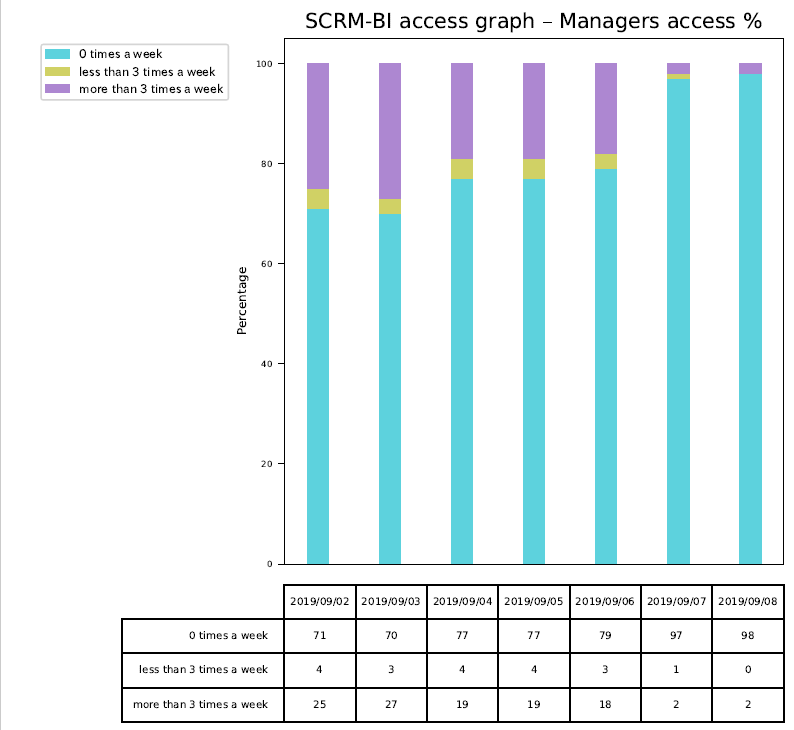 SCRM-BI access graph – Managers access %
0 times a week
less than 3 times a week
more than 3 times a week
Percentage
100
80
60
40
20
0
2019/09/02 2019/09/03 2019/09/04 2019/09/05 2019/09/06 2019/09/07 2019/09/08
0 times a week 71 70 77 77 79 97 98
less than 3 times a week 4 3 4 4 3 1 0
more than 3 times a week 25 27 19 19 18 2 2